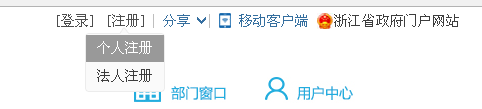 [登录] [注册] | 分享 | 移动客户端 浙江省政府门户网站
个人注册
法人注册
部门窗口 用户中心